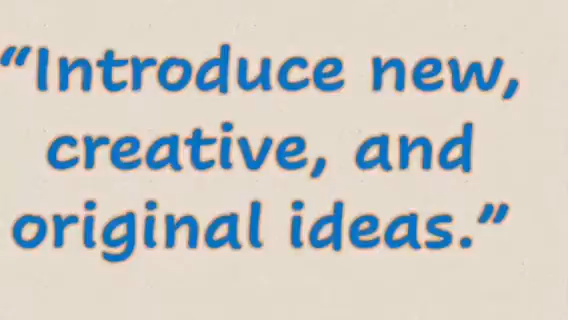 “Introduce new,
creative, and
original ideas.”